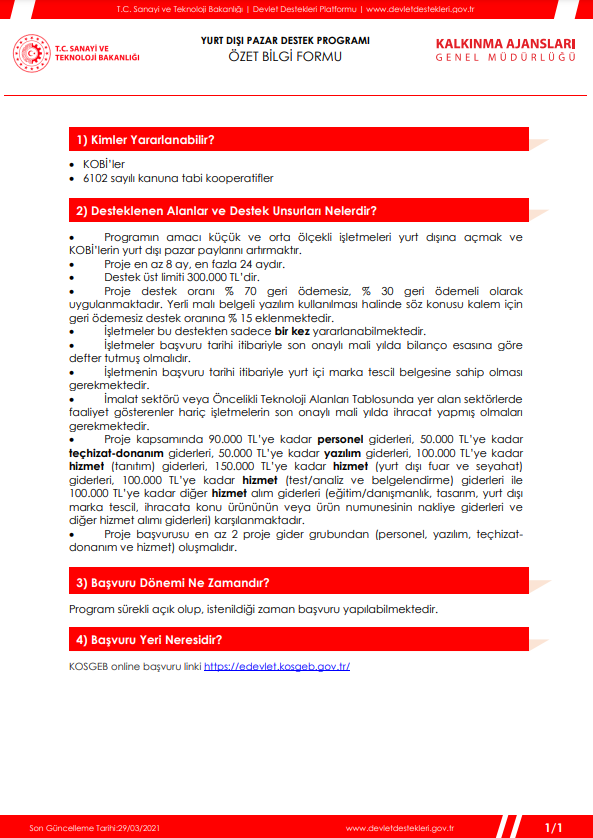 T.C. Sanayi ve Teknoloji Bakanlığı | Devlet Destekleri Platformu | www.devletdestekleri.gov.tr
T.C. SANAYİ VE
TEKNOLOJİ BAKANLIĞI
YURT DIŞI PAZAR DESTEK PROGRAMI
ÖZET BİLGİ FORMU
KALKINMA AJANSLARI
GENEL MÜDÜRLÜĞÜ
1) Kimler Yararlanabilir?
• KOBİ’ler
• 6102 sayılı kanuna tabi kooperatifler
2) Desteklenen Alanlar ve Destek Unsurları Nelerdir?
• Programın amacı küçük ve orta ölçekli işletmeleri yurt dışına açmak ve
KOBİ’lerin yurt dışı pazar paylarını artırmaktır.
• Proje en az 8 ay, en fazla 24 aydır.
• Destek üst limiti 300.000 TL’dir.
• Proje destek oranı % 70 geri ödemesiz, % 30 geri ödemeli olarak
uygulanmaktadır. Yerli malı belgeli yazılım kullanılması halinde söz konusu kalem için
geri ödemesiz destek oranına % 15 eklenmektedir.
• İşletmeler bu destekten sadece bir kez yararlanabilmektedir.
• İşletmeler başvuru tarihi itibariyle son onaylı mali yılda bilanço esasına göre
defter tutmuş olmalıdır.
• İşletmenin başvuru tarihi itibariyle yurt içi marka tescil belgesine sahip olması
gerekmektedir.
• İmalat sektörü veya Öncelikli Teknoloji Alanları Tablosunda yer alan sektörlerde
faaliyet gösterenler hariç işletmelerin son onaylı mali yılda ihracat yapmış olmaları
gerekmektedir.
• Proje kapsamında 90.000 TL’ye kadar personel giderleri, 50.000 TL’ye kadar
teçhizat-donanım giderleri, 50.000 TL’ye kadar yazılım giderleri, 100.000 TL’ye kadar
hizmet (tanıtım) giderleri, 150.000 TL’ye kadar hizmet (yurt dışı fuar ve seyahat)
giderleri, 100.000 TL’ye kadar hizmet (test/analiz ve belgelendirme) giderleri ile
100.000 TL’ye kadar diğer hizmet alım giderleri (eğitim/danışmanlık, tasarım, yurt dışı
marka tescil, ihracata konu ürününün veya ürün numunesinin nakliye giderleri ve
diğer hizmet alımı giderleri) karşılanmaktadır.
• Proje başvurusu en az 2 proje gider grubundan (personel, yazılım, teçhizat-
donanım ve hizmet) oluşmalıdır.
3) Başvuru Dönemi Ne Zamandır?
Program sürekli açık olup, istenildiği zaman başvuru yapılabilmektedir.
4) Başvuru Yeri Neresidir?
KOSGEB online başvuru linki https://edevlet.kosgeb.gov.tr/
Son Güncelleme Tarihi:29/03/2021
www.devletdestekleri.gov.tr
1/1